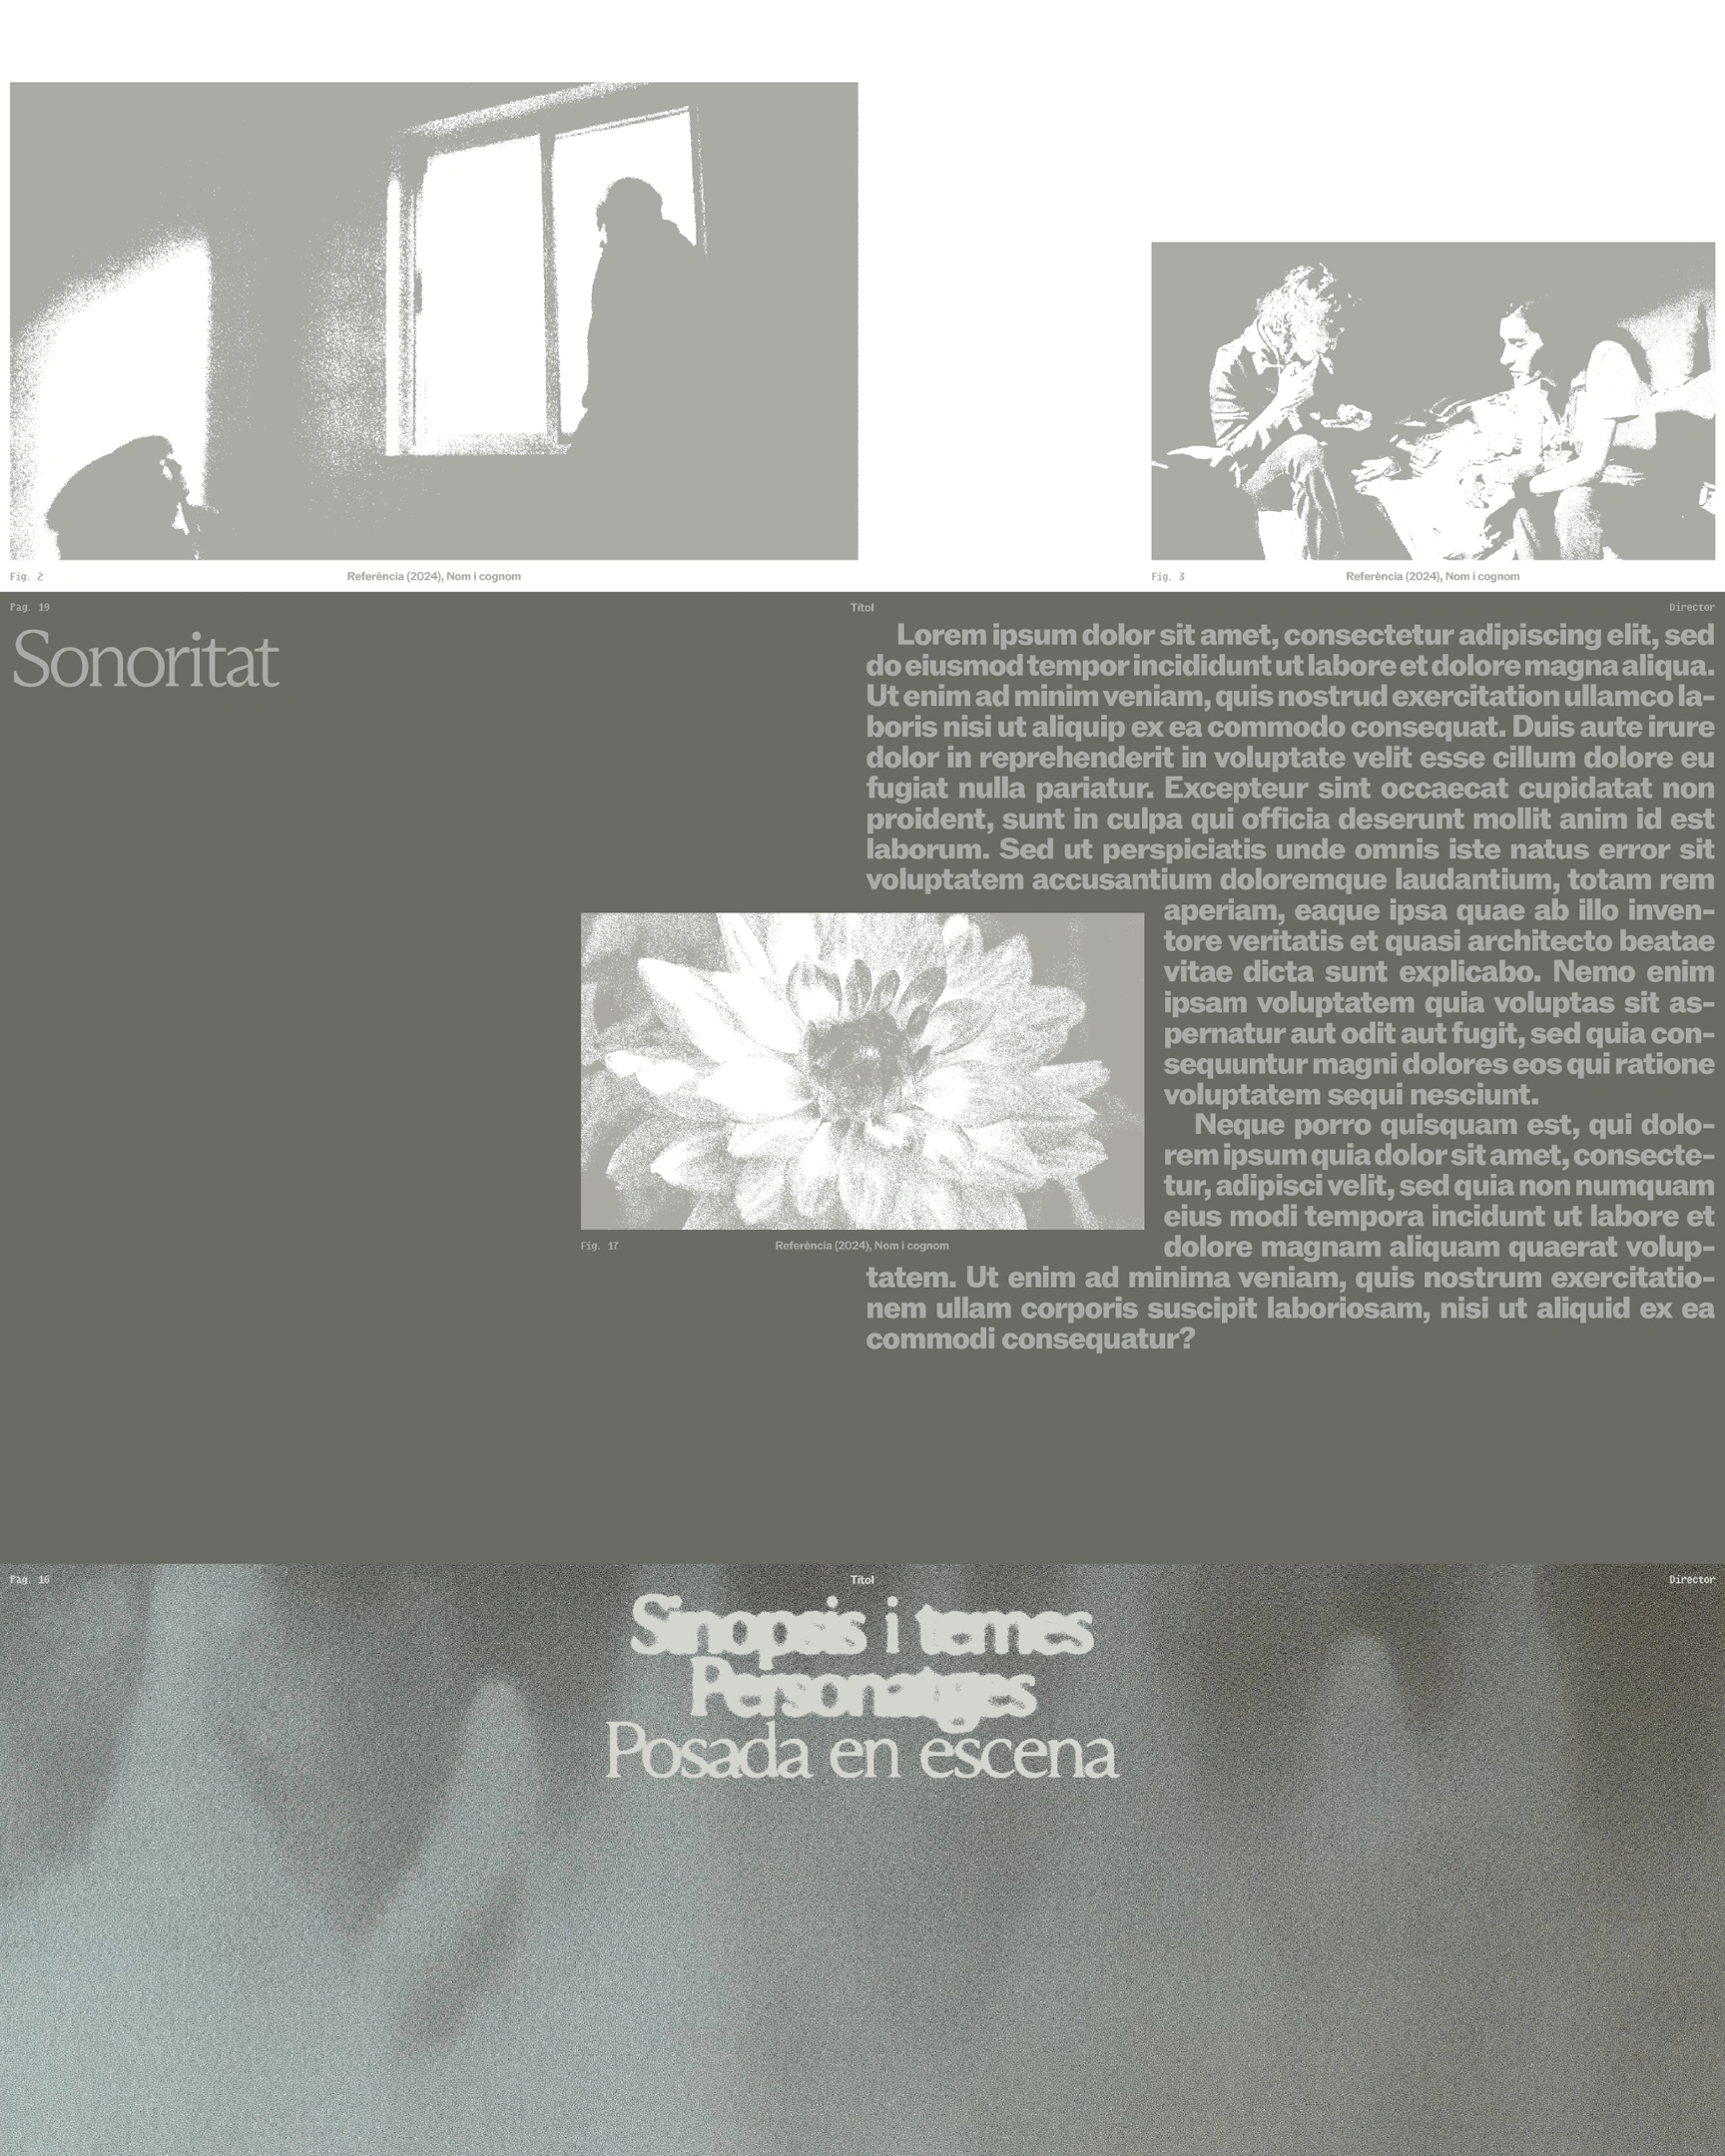 Fig. 2
Referència (2024), Nom i cognom
Fig. 3
Referència (2024), Nom i cognom
Pag. 19
Títol
Director
Sonoritat
Lorem ipsum dolor sit amet, consectetur adipiscing elit, sed
do eiusmod tempor incididunt ut labore et dolore magna aliqua.
Ut enim ad minim veniam, quis nostrud exercitation ullamco la-
boris nisi ut aliquip ex ea commodo consequat. Duis aute irure
dolor in reprehenderit in voluptate velit esse cillum dolore eu
fugiat nulla pariatur. Excepteur sint occaecat cupidatat non
proident, sunt in culpa qui officia deserunt mollit anim id est
laborum. Sed ut perspiciatis unde omnis iste natus error sit
voluptatem accusantium doloremque laudantium, totam rem
aperiam, eaque ipsa quae ab illo inven-
tore veritatis et quasi architecto beatae
vitae dicta sunt explicabo. Nemo enim
ipsam voluptatem quia voluptas sit as-
pernatur aut odit aut fugit, sed quia con-
sequuntur magni dolores eos qui ratione
voluptatem sequi nesciunt.
Neque porro quisquam est, qui dolo-
rem ipsum quia dolor sit amet, consecte-
tur, adipisci velit, sed quia non numquam
eius modi tempora incidunt ut labore et
dolore magnam aliquam quaerat volup-
tatem. Ut enim ad minima veniam, quis nostrum exercitatio-
nem ullam corporis suscipit laboriosam, nisi ut aliquid ex ea
commodi consequatur?
Fig. 17
Referència (2024), Nom i cognom
Pag. 16
Títol
Director
Sinopsis i temes
Personatges
Posada en escena